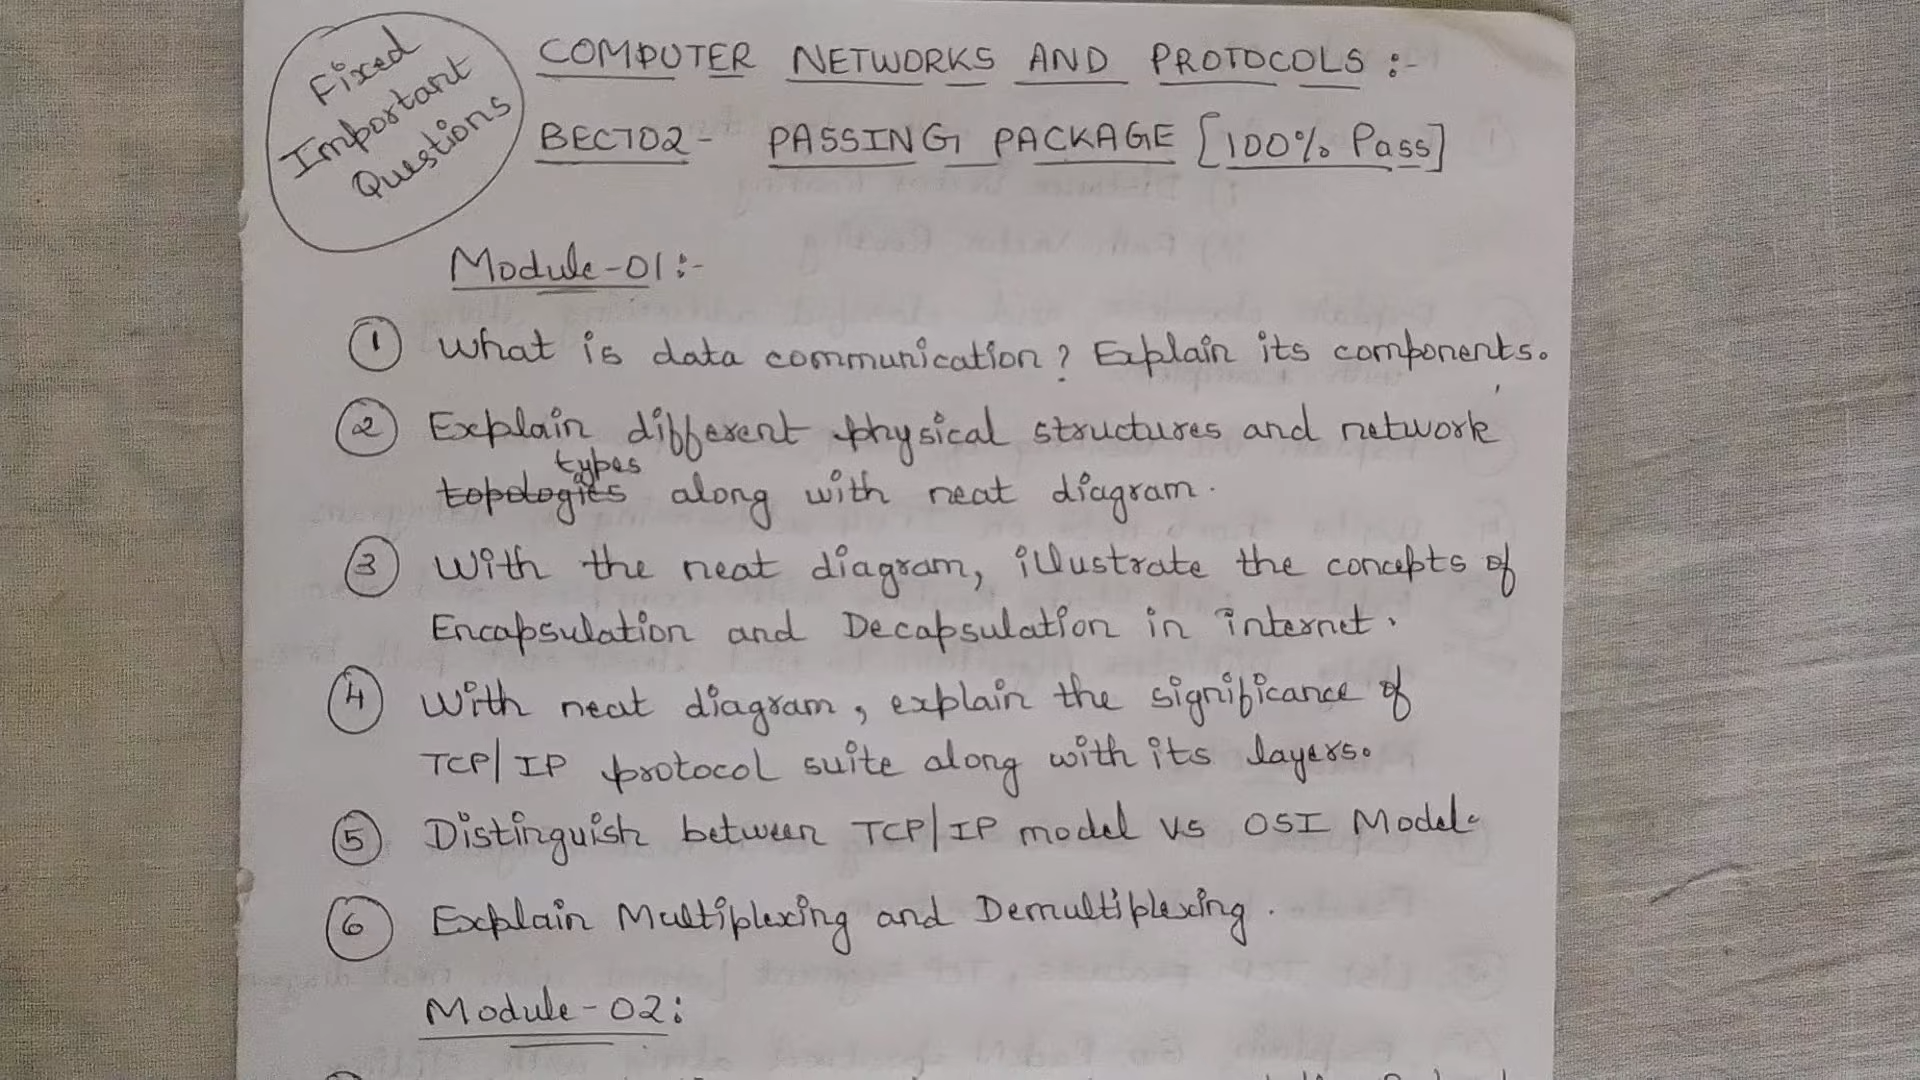 Fixed
Important
Questions
COMPUTER NETWORKS AND PROTOCOLS :-
BEC702- PASSING PACKAGE [100% Pass]
Module-01:-
1 What is data communication? Explain its components.
2 Explain different physical structures and network
types
topologies along with neat diagram.
3 With the neat diagram, illustrate the concepts of
Encapsulation and Decapsulation in internet.
4 With neat diagram, explain the significance of
TCP/IP protocol suite along with its layers.
5 Distinguish between TCP/IP model vs OSI Model.
6 Explain Multiplexing and Demultiplexing.
Module-02: